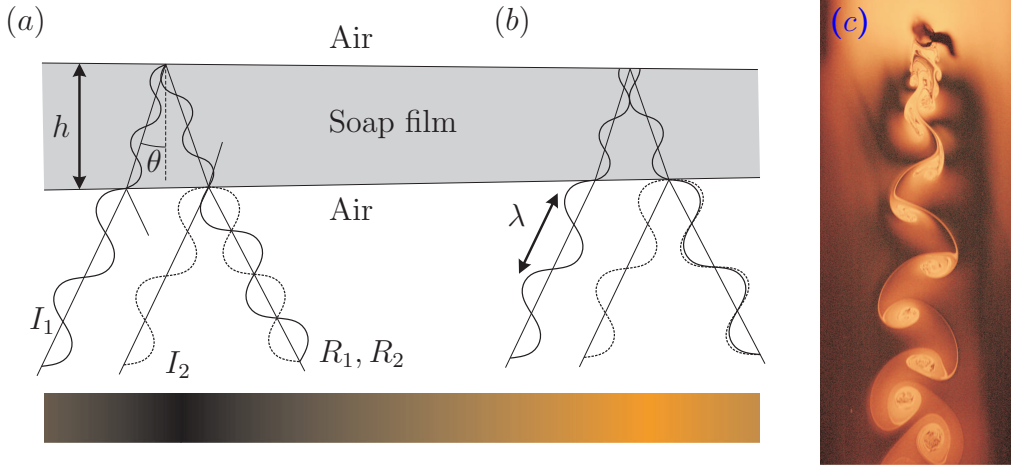 (a)
Air
(b)
(c)
h
θ
Soap film
Air
λ
I₁
I₂
R₁, R₂